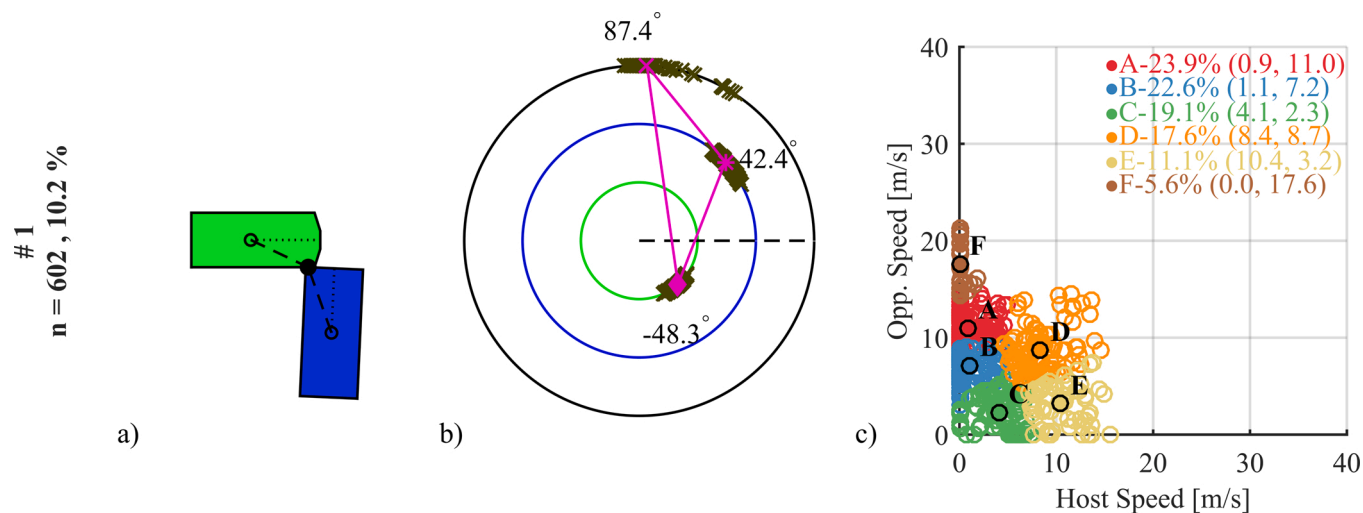 # 1
n = 602 , 10.2 %
a)
87.4°
42.4°
-48.3°
b)
40
30
20
10
0
Opp. Speed [m/s]
A-23.9% (0.9, 11.0)
B-22.6% (1.1, 7.2)
C-19.1% (4.1, 2.3)
D-17.6% (8.4, 8.7)
E-11.1% (10.4, 3.2)
F-5.6% (0.0, 17.6)
F
A
D
B
E
C
c)
0 10 20 30 40
Host Speed [m/s]